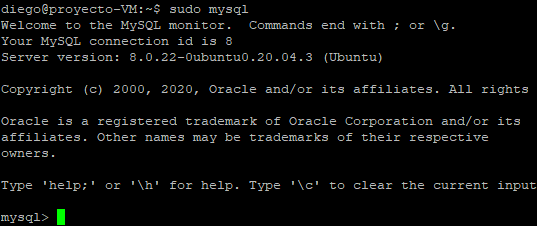 diego@proyecto-VM:~$ sudo mysql
Welcome to the MySQL monitor.  Commands end with ; or \g.
Your MySQL connection id is 8
Server version: 8.0.22-0ubuntu0.20.04.3 (Ubuntu)
Copyright (c) 2000, 2020, Oracle and/or its affiliates. All rights
Oracle is a registered trademark of Oracle Corporation and/or its
affiliates. Other names may be trademarks of their respective
owners.
Type 'help;' or '\h' for help. Type '\c' to clear the current input
mysql>